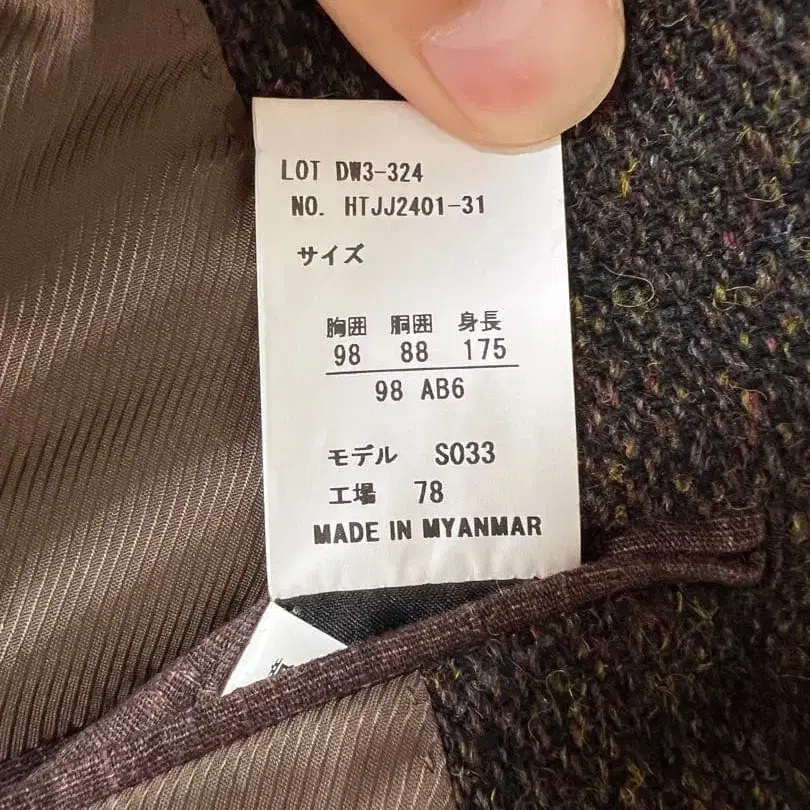 LOT DW3-324
NO. HTJJ2401-31
サイズ
胸囲 胴囲 身長
98 88 175
98 AB6
モデル S033
工場 78
MADE IN MYANMAR